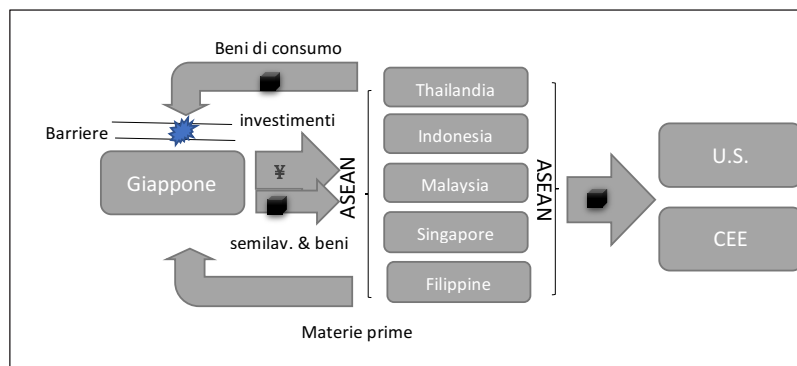 Beni di consumo
Barriere
investimenti
Giappone
¥
semilav. & beni
Materie prime
ASEAN
Thailandia
Indonesia
Malaysia
Singapore
Filippine
ASEAN
U.S.
CEE